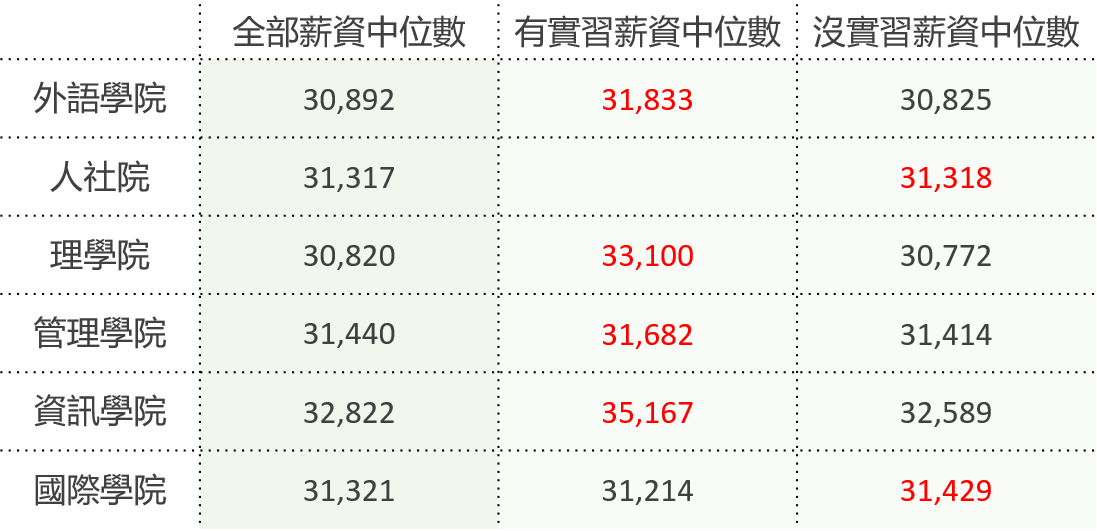 全部薪資中位數 有實習薪資中位數 沒實習薪資中位數
外語學院 30,892 31,833 30,825
人社院 31,317 31,318
理學院 30,820 33,100 30,772
管理學院 31,440 31,682 31,414
資訊學院 32,822 35,167 32,589
國際學院 31,321 31,214 31,429